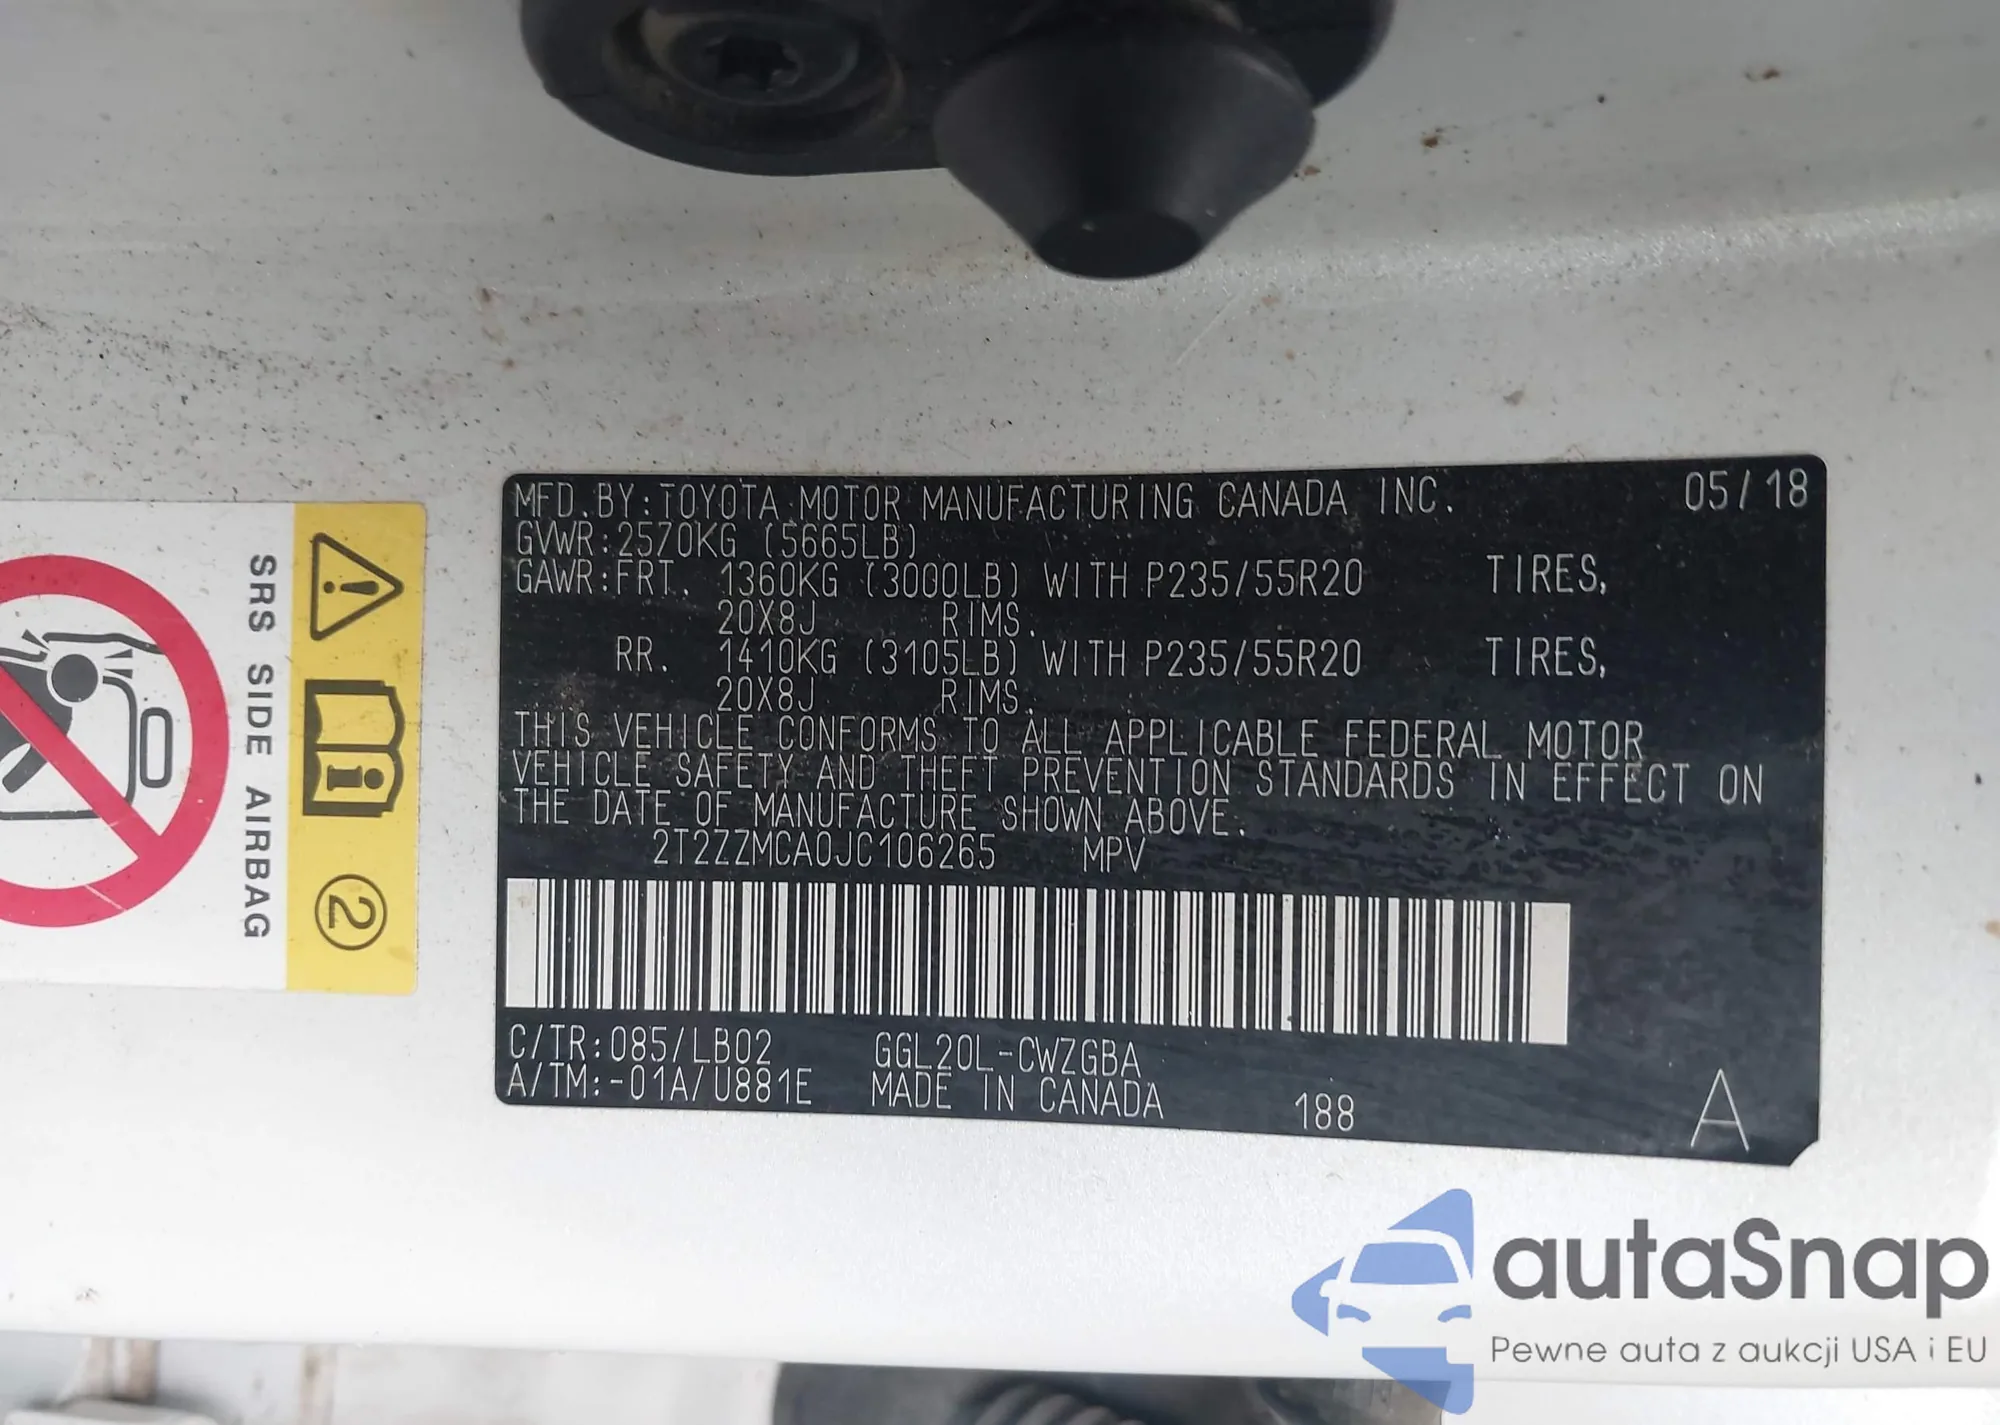 MFD. BY: TOYOTA MOTOR MANUFACTURING CANADA INC. 05/18
GVWR: 2570KG (5665LB)
GAWR: FRT. 1360KG (3000LB) WITH P235/55R20 TIRES,
20X8J RIMS.
RR. 1410KG (3105LB) WITH P235/55R20 TIRES,
20X8J RIMS.
THIS VEHICLE CONFORMS TO ALL APPLICABLE FEDERAL MOTOR
VEHICLE SAFETY AND THEFT PREVENTION STANDARDS IN EFFECT ON
THE DATE OF MANUFACTURE SHOWN ABOVE.
2T2ZZMCA0JC106265 MPV
C/TR: 085/LB02 GGL20L-CWZGBA
A/TM: -01A/U881E MADE IN CANADA 188 A
SRS SIDE AIRBAG
2
autaSnap
Pewne auta z aukcji USA i EU